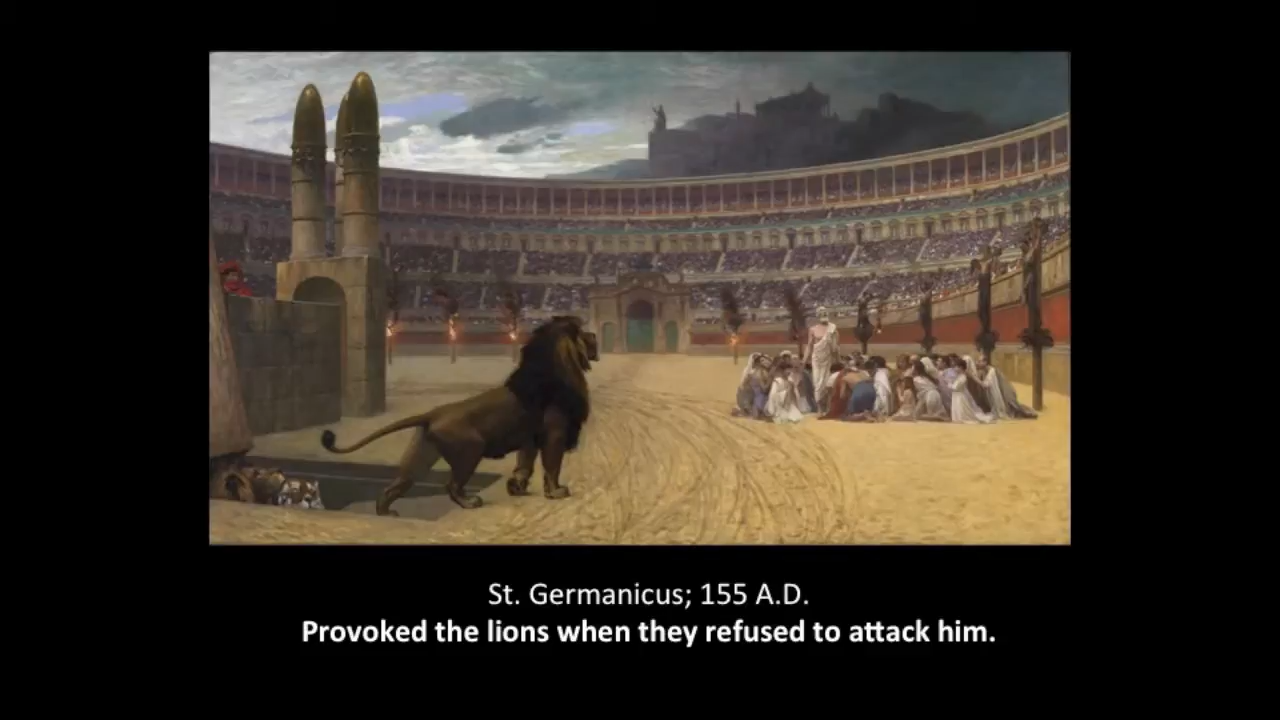 St. Germanicus; 155 A.D.
Provoked the lions when they refused to attack him.